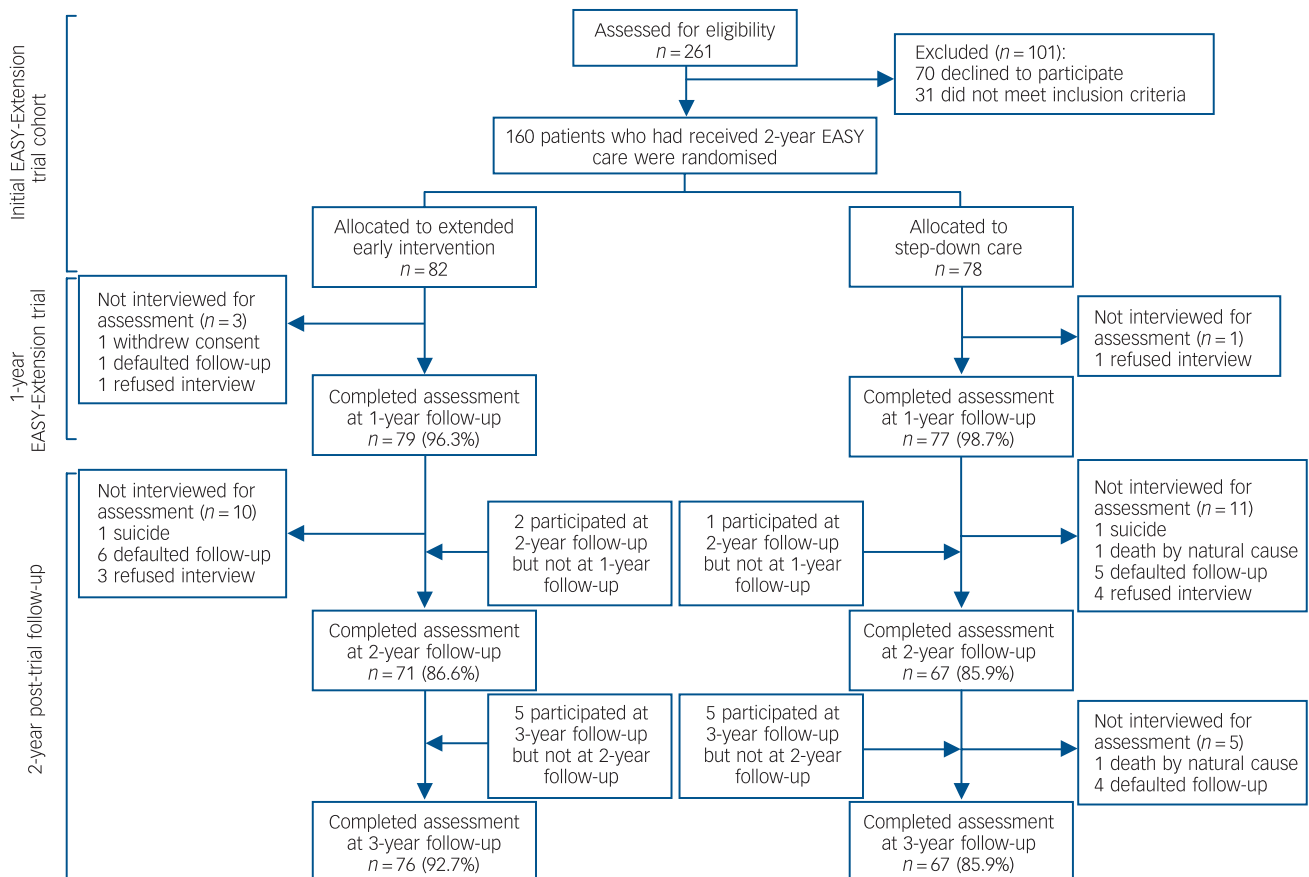 Initial EASY-Extension
trial cohort
Assessed for eligibility
n = 261
Excluded (n = 101):
70 declined to participate
31 did not meet inclusion criteria
160 patients who had received 2-year EASY
care were randomised
Allocated to extended
early intervention
n = 82
Allocated to
step-down care
n = 78
1-year
EASY-Extension trial
Not interviewed for
assessment (n = 3)
1 withdrew consent
1 defaulted follow-up
1 refused interview
Not interviewed for
assessment (n = 1)
1 refused interview
Completed assessment
at 1-year follow-up
n = 79 (96.3%)
Completed assessment
at 1-year follow-up
n = 77 (98.7%)
2-year post-trial follow-up
Not interviewed for
assessment (n = 10)
1 suicide
6 defaulted follow-up
3 refused interview
2 participated at
2-year follow-up
but not at 1-year
follow-up
1 participated at
2-year follow-up
but not at 1-year
follow-up
Not interviewed for
assessment (n = 11)
1 suicide
1 death by natural cause
5 defaulted follow-up
4 refused interview
Completed assessment
at 2-year follow-up
n = 71 (86.6%)
Completed assessment
at 2-year follow-up
n = 67 (85.9%)
5 participated at
3-year follow-up
but not at 2-year
follow-up
5 participated at
3-year follow-up
but not at 2-year
follow-up
Not interviewed for
assessment (n = 5)
1 death by natural cause
4 defaulted follow-up
Completed assessment
at 3-year follow-up
n = 76 (92.7%)
Completed assessment
at 3-year follow-up
n = 67 (85.9%)